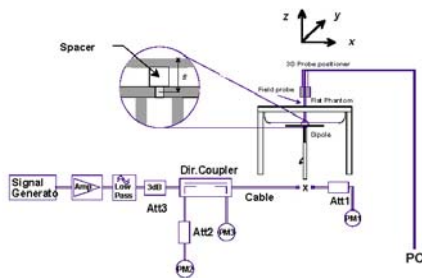 z
y
x
Spacer
s
3D Probe positioner
Field probe
Flat Phantom
Dipole
Dir.Coupler
Signal
Generato
Amp
Low
Pass
3dB
Cable
x
Att1
Att3
Att2
PM3
PM1
PM2
PC